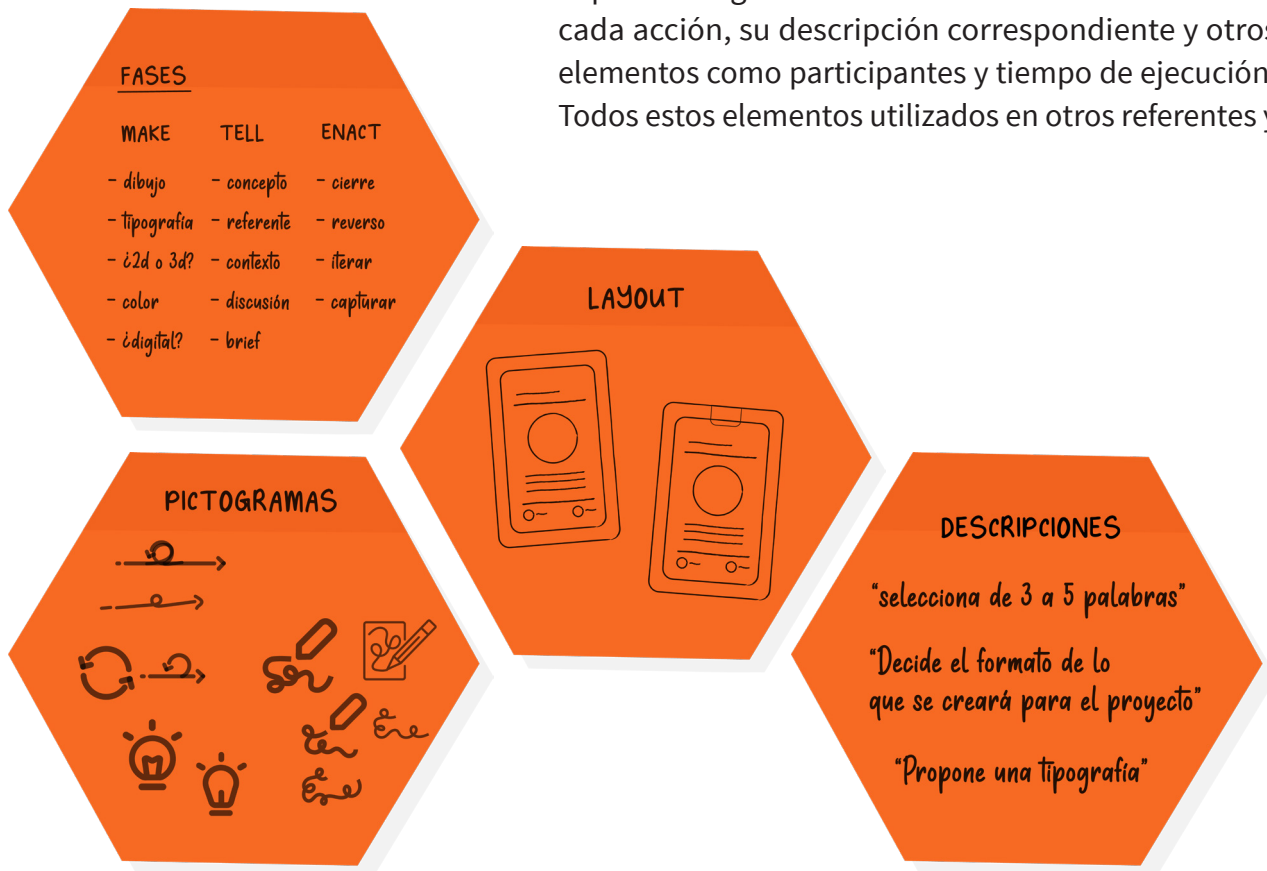 cada acción, su descripción correspondiente y otros
elementos como participantes y tiempo de ejecución
Todos estos elementos utilizados en otros referentes y
FASES
MAKE TELL ENACT
- dibujo - concepto - cierre
- tipografía - referente - reverso
- ¿2d o 3d? - contexto - iterar
- color - discusión - capturar
- ¿digital? - brief
LAYOUT
PICTOGRAMAS
DESCRIPCIONES
"selecciona de 3 a 5 palabras"
"Decide el formato de lo
que se creará para el proyecto"
"Propone una tipografía"